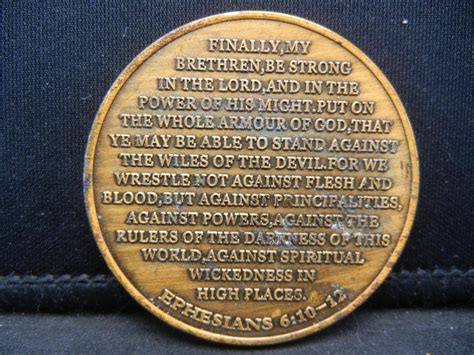 FINALLY,MY
BRETHREN,BE STRONG
IN THE LORD,AND IN THE
POWER OF HIS MIGHT.PUT ON
THE WHOLE ARMOUR OF GOD,THAT
YE MAY BE ABLE TO STAND AGAINST
THE WILES OF THE DEVIL.FOR WE
WRESTLE NOT AGAINST FLESH AND
BLOOD,BUT AGAINST PRINCIPALITIES,
AGAINST POWERS,AGAINST THE
RULERS OF THE DARKNESS OF THIS
WORLD,AGAINST SPIRITUAL
WICKEDNESS IN
HIGH PLACES.
EPHESIANS 6:10-12